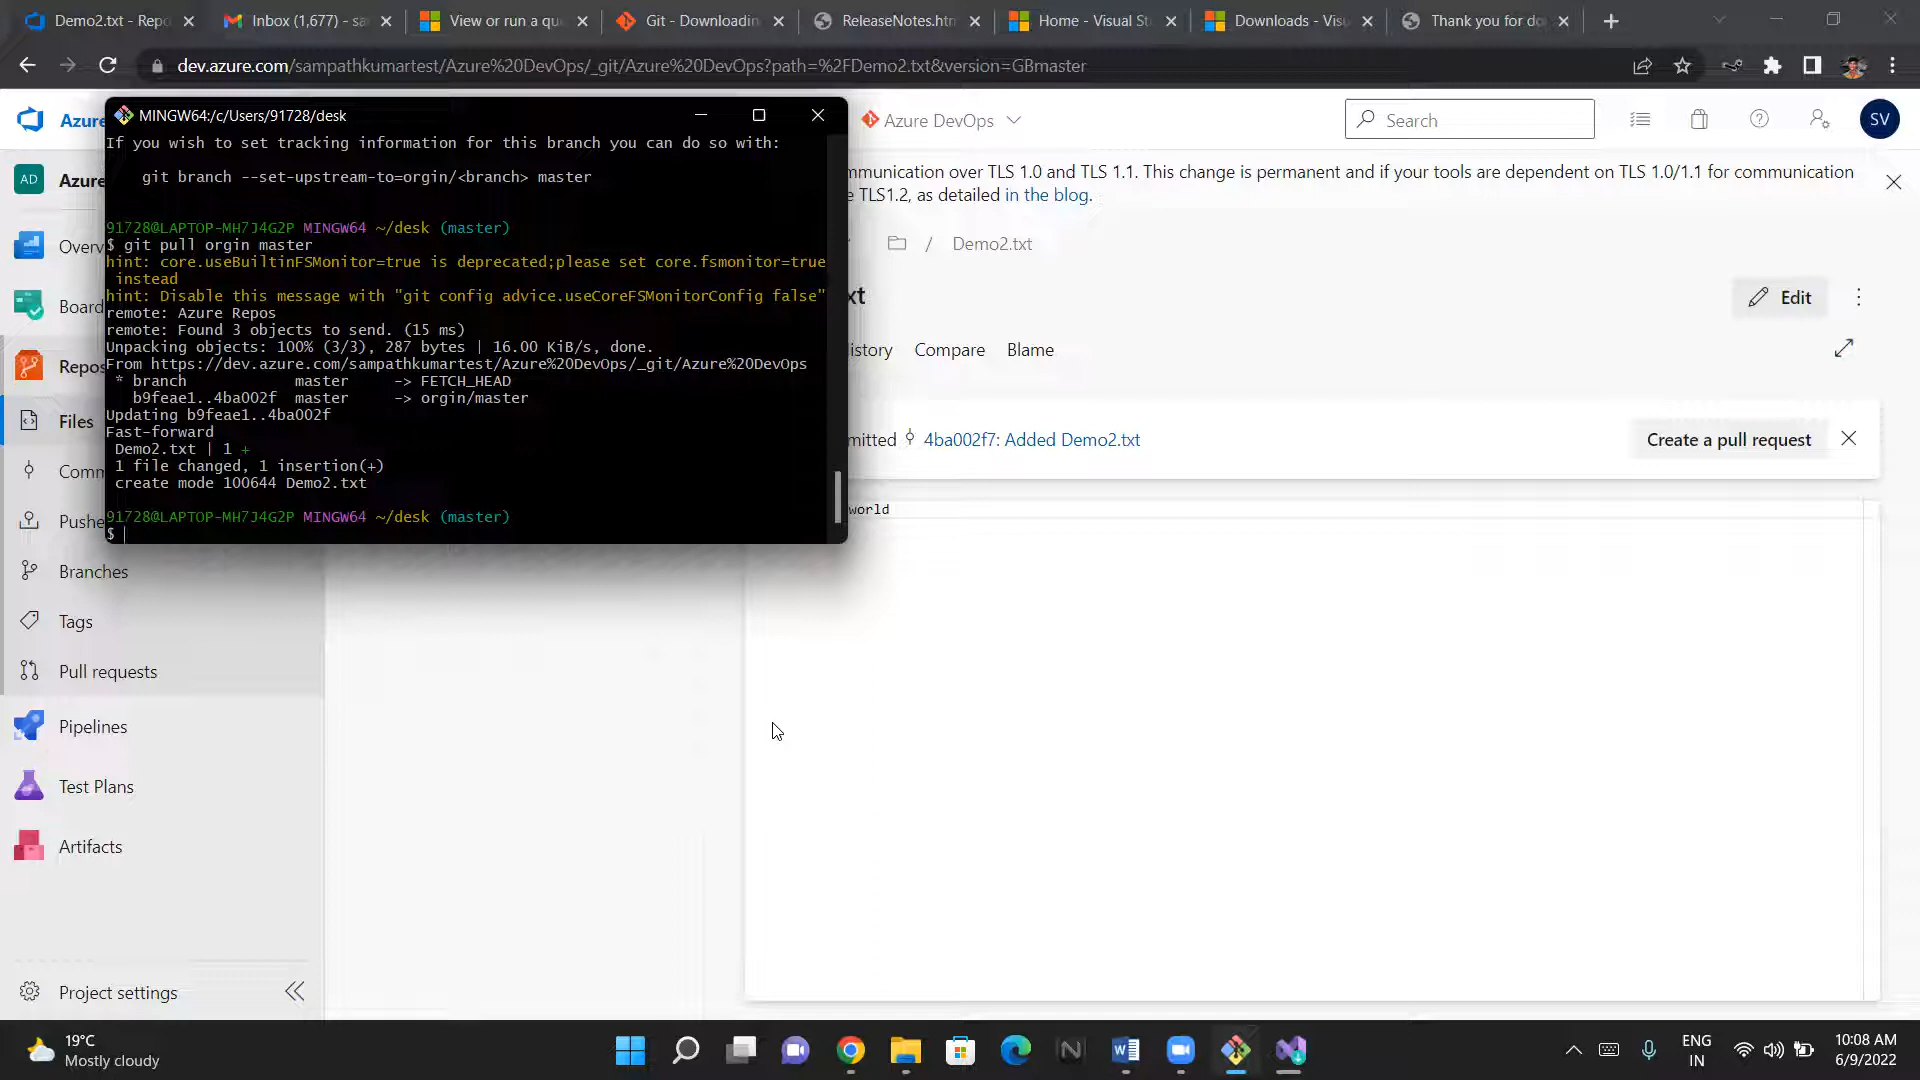 Demo2.txt - Repo
Inbox (1,677) - sa
View or run a qu
Git - Downloadin
ReleaseNotes.htm
Home - Visual St
Downloads - Visu
Thank you for do
dev.azure.com/sampathkumartest/Azure%20DevOps/_git/Azure%20DevOps?path=%2FDemo2.txt&version=GBmaster
MINGW64:/c/Users/91728/desk
Azure
Azure DevOps
Search
SV
If you wish to set tracking information for this branch you can do so with:
git branch --set-upstream-to=orgin/<branch> master
91728@LAPTOP-MH7J4G2P MINGW64 ~/desk (master)
$ git pull orgin master
hint: core.useBuiltinFSMonitor=true is deprecated;please set core.fsmonitor=true
instead
hint: Disable this message with "git config advice.useCoreFSMonitorConfig false"
remote: Azure Repos
remote: Found 3 objects to send. (15 ms)
Unpacking objects: 100% (3/3), 287 bytes | 16.00 KiB/s, done.
From https://dev.azure.com/sampathkumartest/Azure%20DevOps/_git/Azure%20DevOps
* branch master -> FETCH_HEAD
b9feae1..4ba002f master -> orgin/master
Updating b9feae1..4ba002f
Fast-forward
Demo2.txt | 1 +
1 file changed, 1 insertion(+)
create mode 100644 Demo2.txt
91728@LAPTOP-MH7J4G2P MINGW64 ~/desk (master)
$
mmunication over TLS 1.0 and TLS 1.1. This change is permanent and if your tools are dependent on TLS 1.0/1.1 for communication
e TLS1.2, as detailed in the blog.
/ Demo2.txt
xt
Edit
istory
Compare
Blame
mitted 4ba002f7: Added Demo2.txt
Create a pull request
world
AD
Azure
Overv
Board
Repos
Files
Comm
Pushe
Branches
Tags
Pull requests
Pipelines
Test Plans
Artifacts
Project settings
19°C
Mostly cloudy
ENG
IN
10:08 AM
6/9/2022